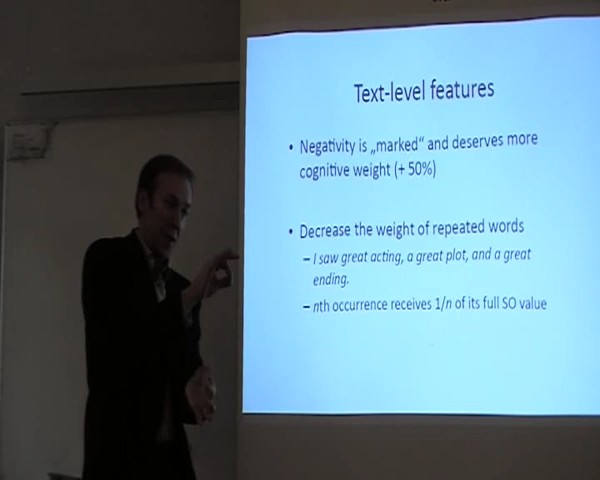 Text-level features
• Negativity is „marked“ and deserves more
cognitive weight (+ 50%)
• Decrease the weight of repeated words
– I saw great acting, a great plot, and a great
ending.
– nth occurrence receives 1/n of its full SO value